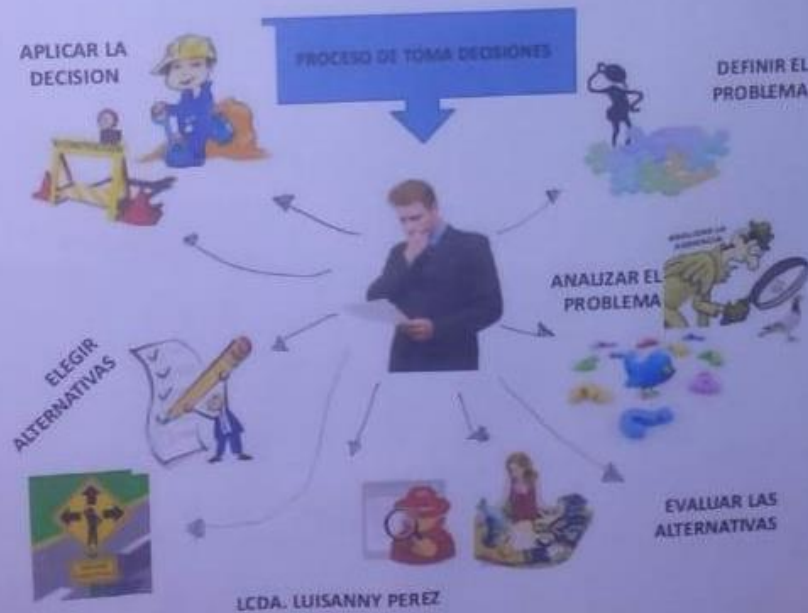 PROCESO DE TOMA DECISIONES
APLICAR LA
DECISION
DEFINIR EL
PROBLEMA
ANALIZAR EL
PROBLEMA
ELEGIR
ALTERNATIVAS
EVALUAR LAS
ALTERNATIVAS
LCDA. LUISANNY PEREZ